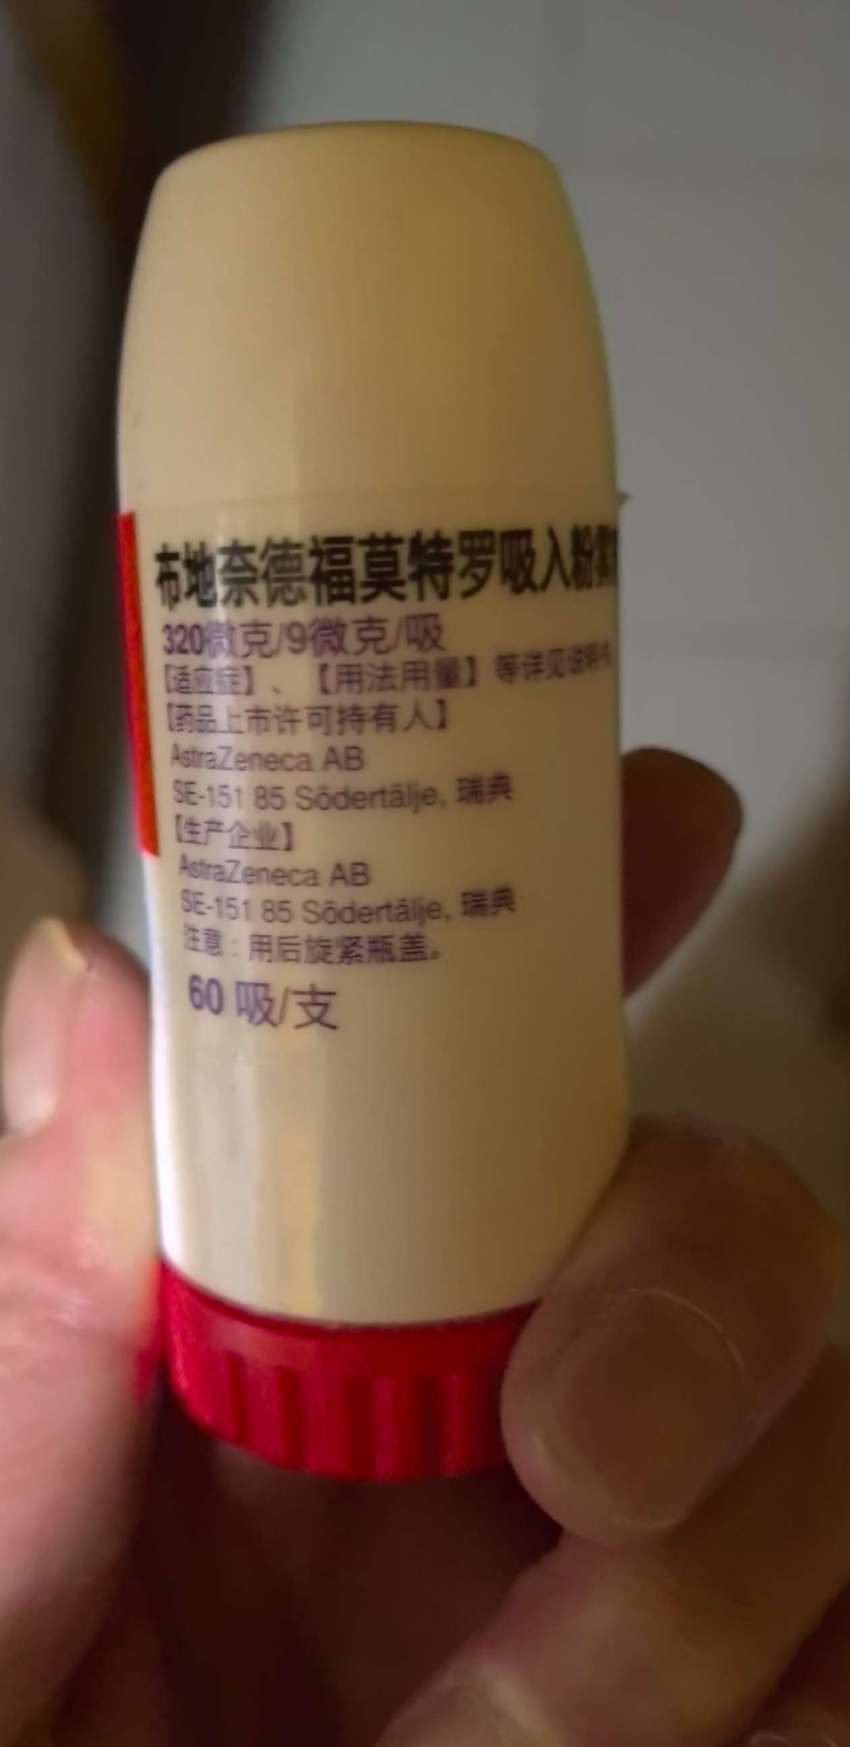 布地奈德福莫特罗吸入粉雾
320微克/9微克/吸
【适应症】、【用法用量】等详见说明书
【药品上市许可持有人】
AstraZeneca AB
SE-151 85 Södertälje, 瑞典
【生产企业】
AstraZeneca AB
SE-151 85 Södertälje, 瑞典
注意：用后旋紧瓶盖。
60 吸/支